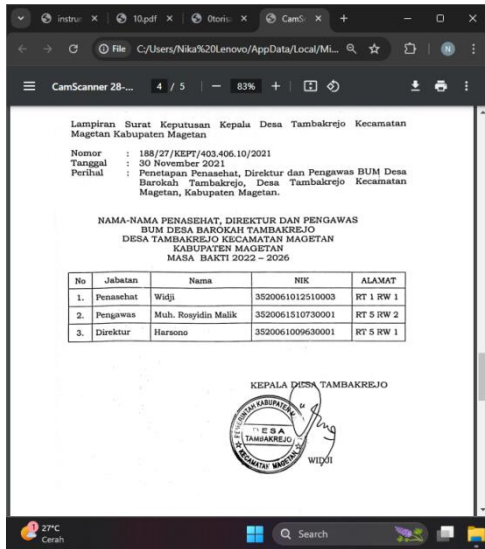 instrur
10.pdf
0torisa
CamSc
File C:/Users/Nika%20Lenovo/AppData/Local/Mi...
N
CamScanner 28-...
4 / 5
83%
Lampiran Surat Keputusan Kepala Desa Tambakrejo Kecamatan
Magetan Kabupaten Magetan
Nomor : 188/27/KEPT/403.406.10/2021
Tanggal : 30 November 2021
Perihal : Penetapan Penasehat, Direktur dan Pengawas BUM Desa
Barokah Tambakrejo, Desa Tambakrejo Kecamatan
Magetan, Kabupaten Magetan.
NAMA-NAMA PENASEHAT, DIREKTUR DAN PENGAWAS
BUM DESA BAROKAH TAMBAKREJO
DESA TAMBAKREJO KECAMATAN MAGETAN
KABUPATEN MAGETAN
MASA BAKTI 2022 – 2026
No Jabatan Nama NIK ALAMAT
1. Penasehat Widji 3520061012510003 RT 1 RW 1
2. Pengawas Muh. Rosyidin Malik 3520061510730001 RT 5 RW 2
3. Direktur Harsono 3520061009630001 RT 5 RW 1
KEPALA DESA TAMBAKREJO
PEMERINTAH KABUPATEN
DESA
TAMBAKREJO
KECAMATAN MAGETAN
WIDJI
1
27°C
Cerah
Search